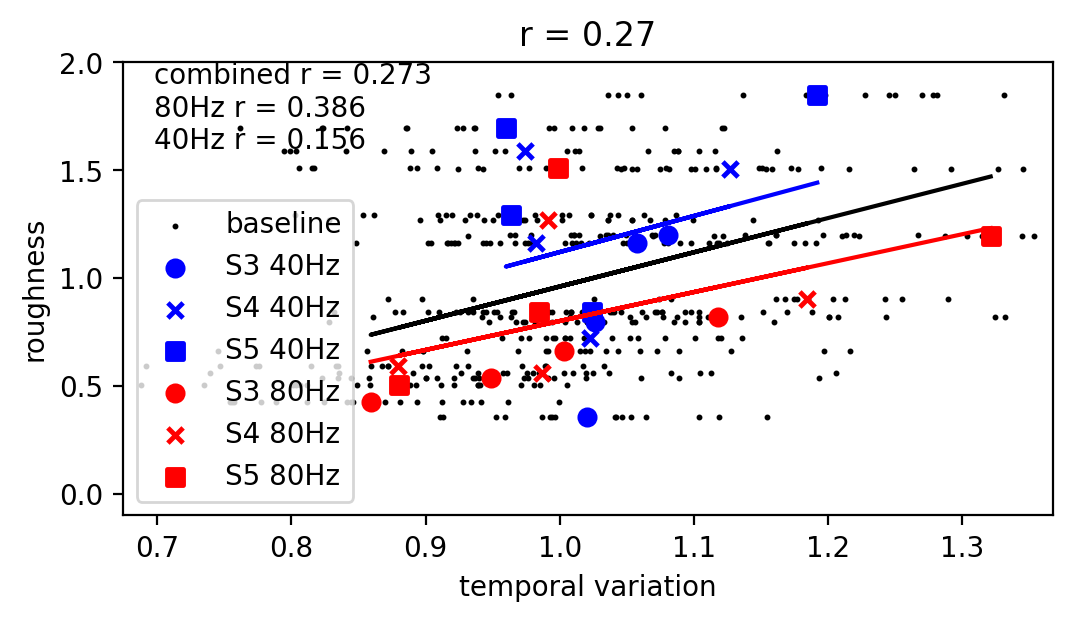 r = 0.27
combined r = 0.273
80Hz r = 0.386
40Hz r = 0.156
baseline
S3 40Hz
S4 40Hz
S5 40Hz
S3 80Hz
S4 80Hz
S5 80Hz
roughness
2.0
1.5
1.0
0.5
0.0
0.7 0.8 0.9 1.0 1.1 1.2 1.3
temporal variation